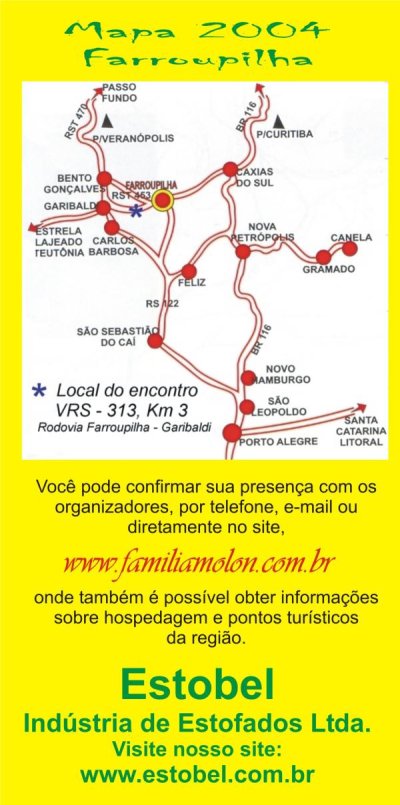 Mapa 2004
Farroupilha
PASSO
FUNDO
RST 470
P/VERANÓPOLIS
BR 116
P/CURITIBA
BENTO
GONÇALVES
FARROUPILHA
RST 453
CAXIAS
DO SUL
GARIBALDI
ESTRELA
LAJEADO
TEUTÔNIA
CARLOS
BARBOSA
NOVA
PETRÓPOLIS
CANELA
GRAMADO
FELIZ
RS 122
SÃO SEBASTIÃO
DO CAÍ
BR 116
NOVO
HAMBURGO
SÃO
LEOPOLDO
PORTO ALEGRE
SANTA
CATARINA
LITORAL
* Local do encontro
VRS - 313, Km 3
Rodovia Farroupilha - Garibaldi
Você pode confirmar sua presença com os
organizadores, por telefone, e-mail ou
diretamente no site,
www.familiamolon.com.br
onde também é possível obter informações
sobre hospedagem e pontos turísticos
da região.
Estobel
Indústria de Estofados Ltda.
Visite nosso site:
www.estobel.com.br